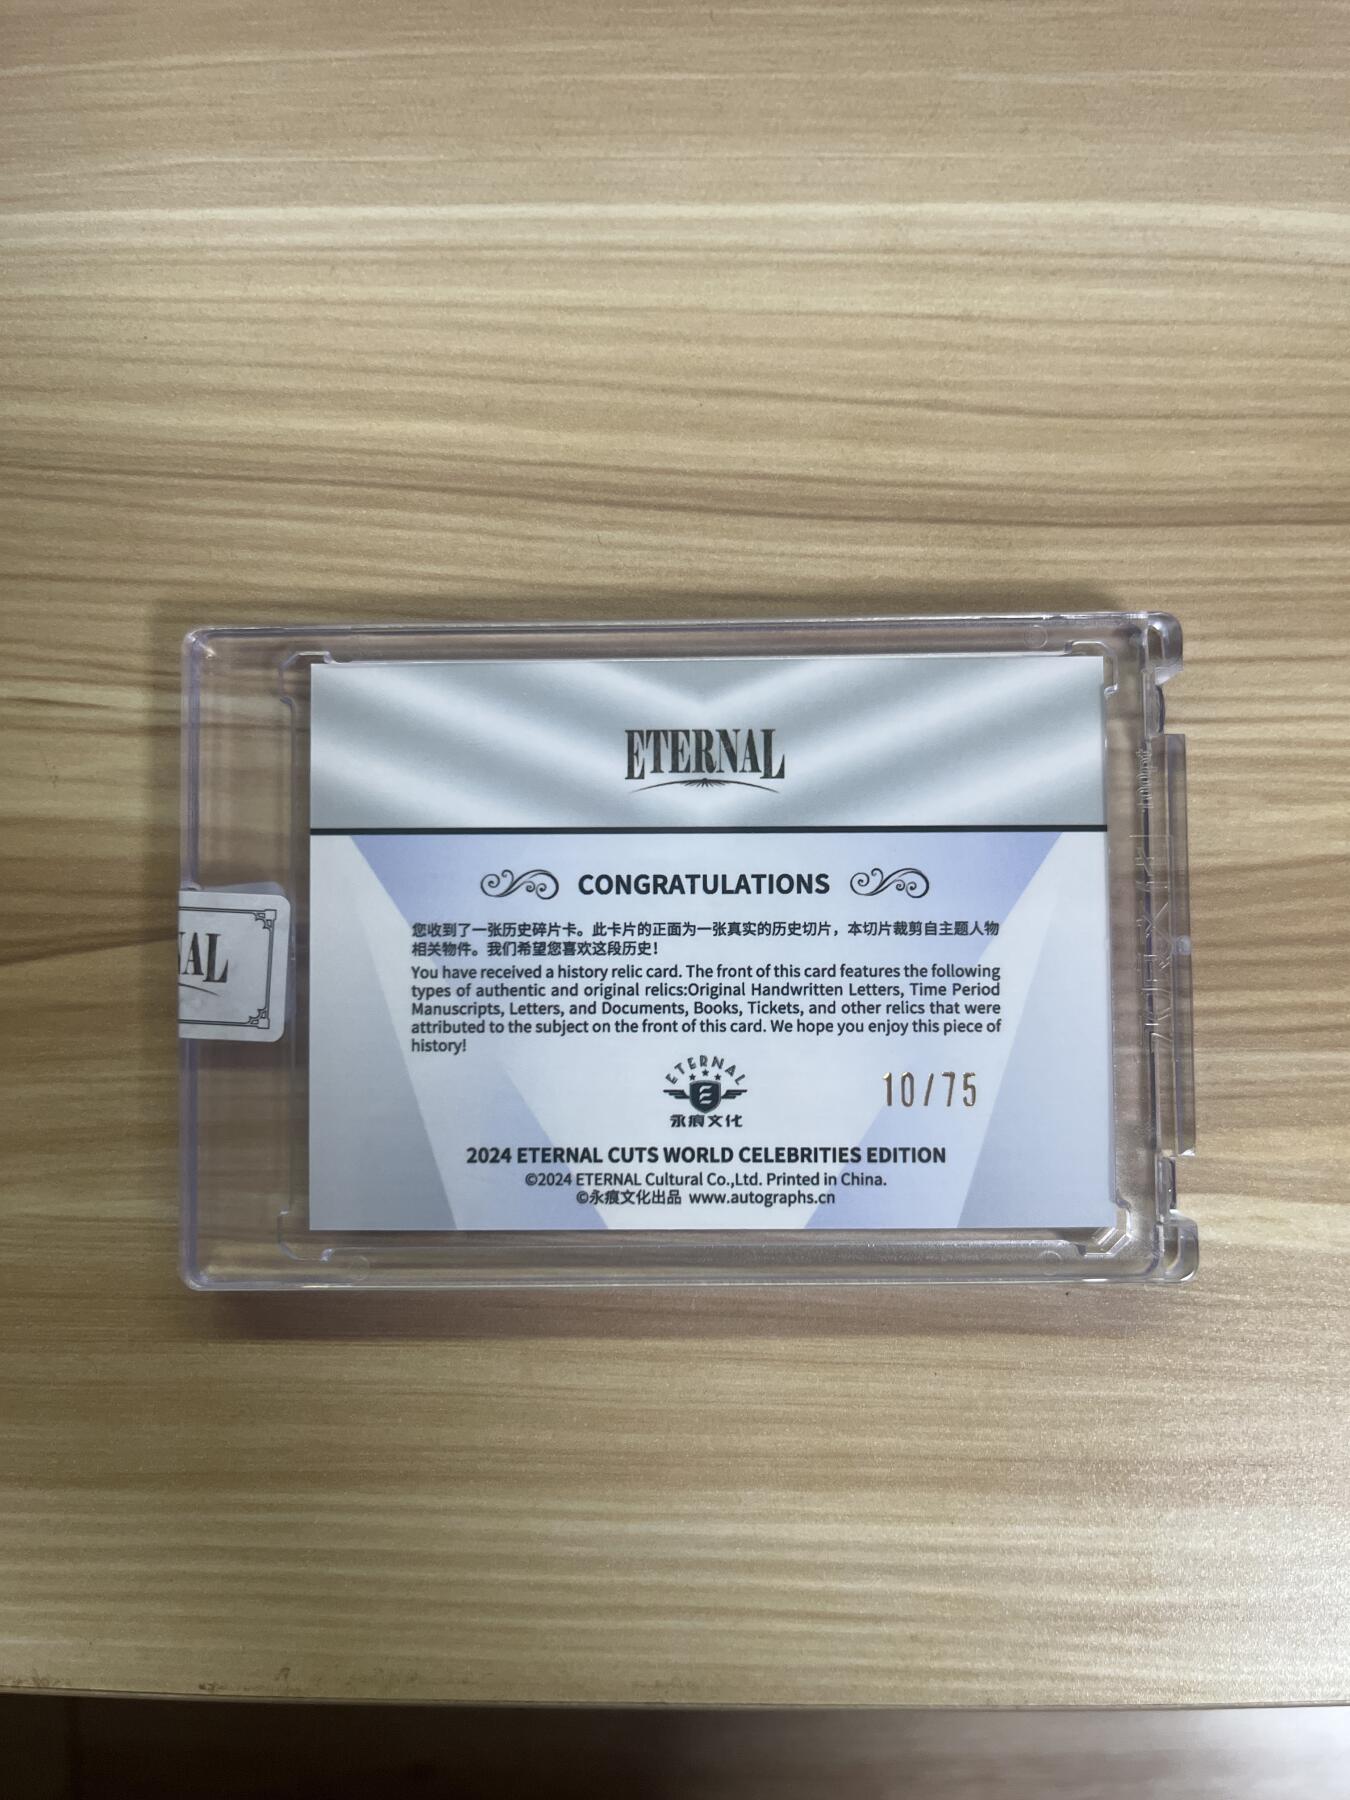 ETERNAL
CONGRATULATIONS
您收到了一张历史碎片卡。此卡片的正面为一张真实的历史切片，本切片裁剪自主题人物
相关物件。我们希望您喜欢这段历史！
You have received a history relic card. The front of this card features the following
types of authentic and original relics:Original Handwritten Letters, Time Period
Manuscripts, Letters, and Documents, Books, Tickets, and other relics that were
attributed to the subject on the front of this card. We hope you enjoy this piece of
history!
ETERNAL
永痕文化
10/75
2024 ETERNAL CUTS WORLD CELEBRITIES EDITION
©2024 ETERNAL Cultural Co.,Ltd. Printed in China.
©永痕文化出品 www.autographs.cn
NAL